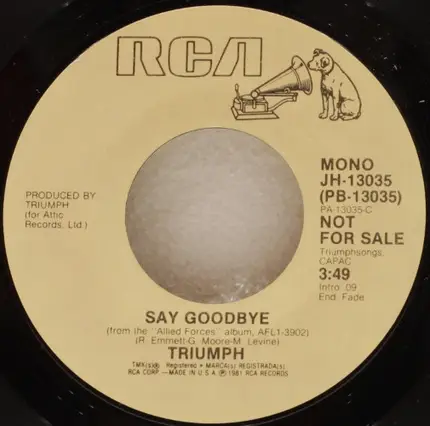 RCA
MONO
JH-13035
(PB-13035)
PA-13035-C
NOT
FOR SALE
Triumphsongs,
CAPAC
3:49
Intro :09
End: Fade
PRODUCED BY
TRIUMPH
(for Attic
Records, Ltd.)
SAY GOODBYE
(from the "Allied Forces" album, AFL1-3902)
(R. Emmett-G. Moore-M. Levine)
TRIUMPH
TMK(s)® Registered • MARCA(s) REGISTRADA(s)
RCA CORP.—MADE IN U.S.A. ℗ 1981 RCA RECORDS